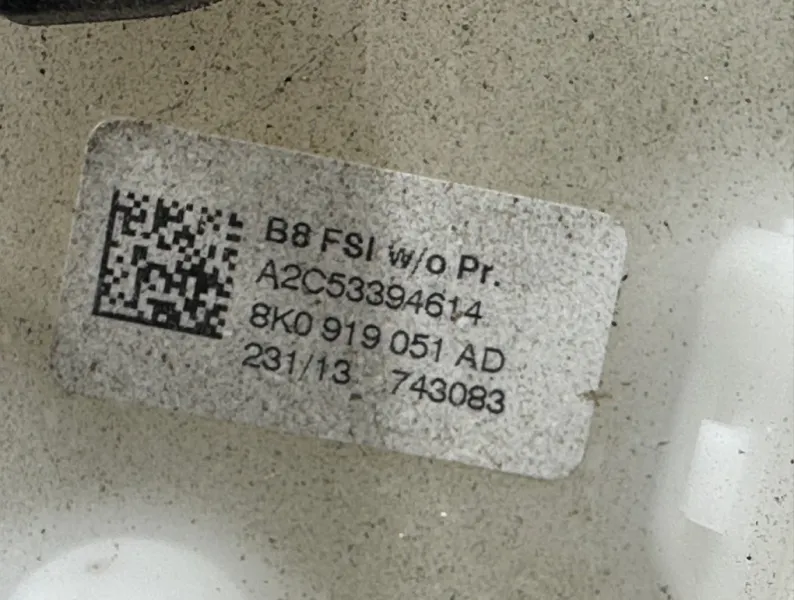 B8 FSI w/o Pr.
A2C53394614
8K0 919 051 AD
231/13 743083